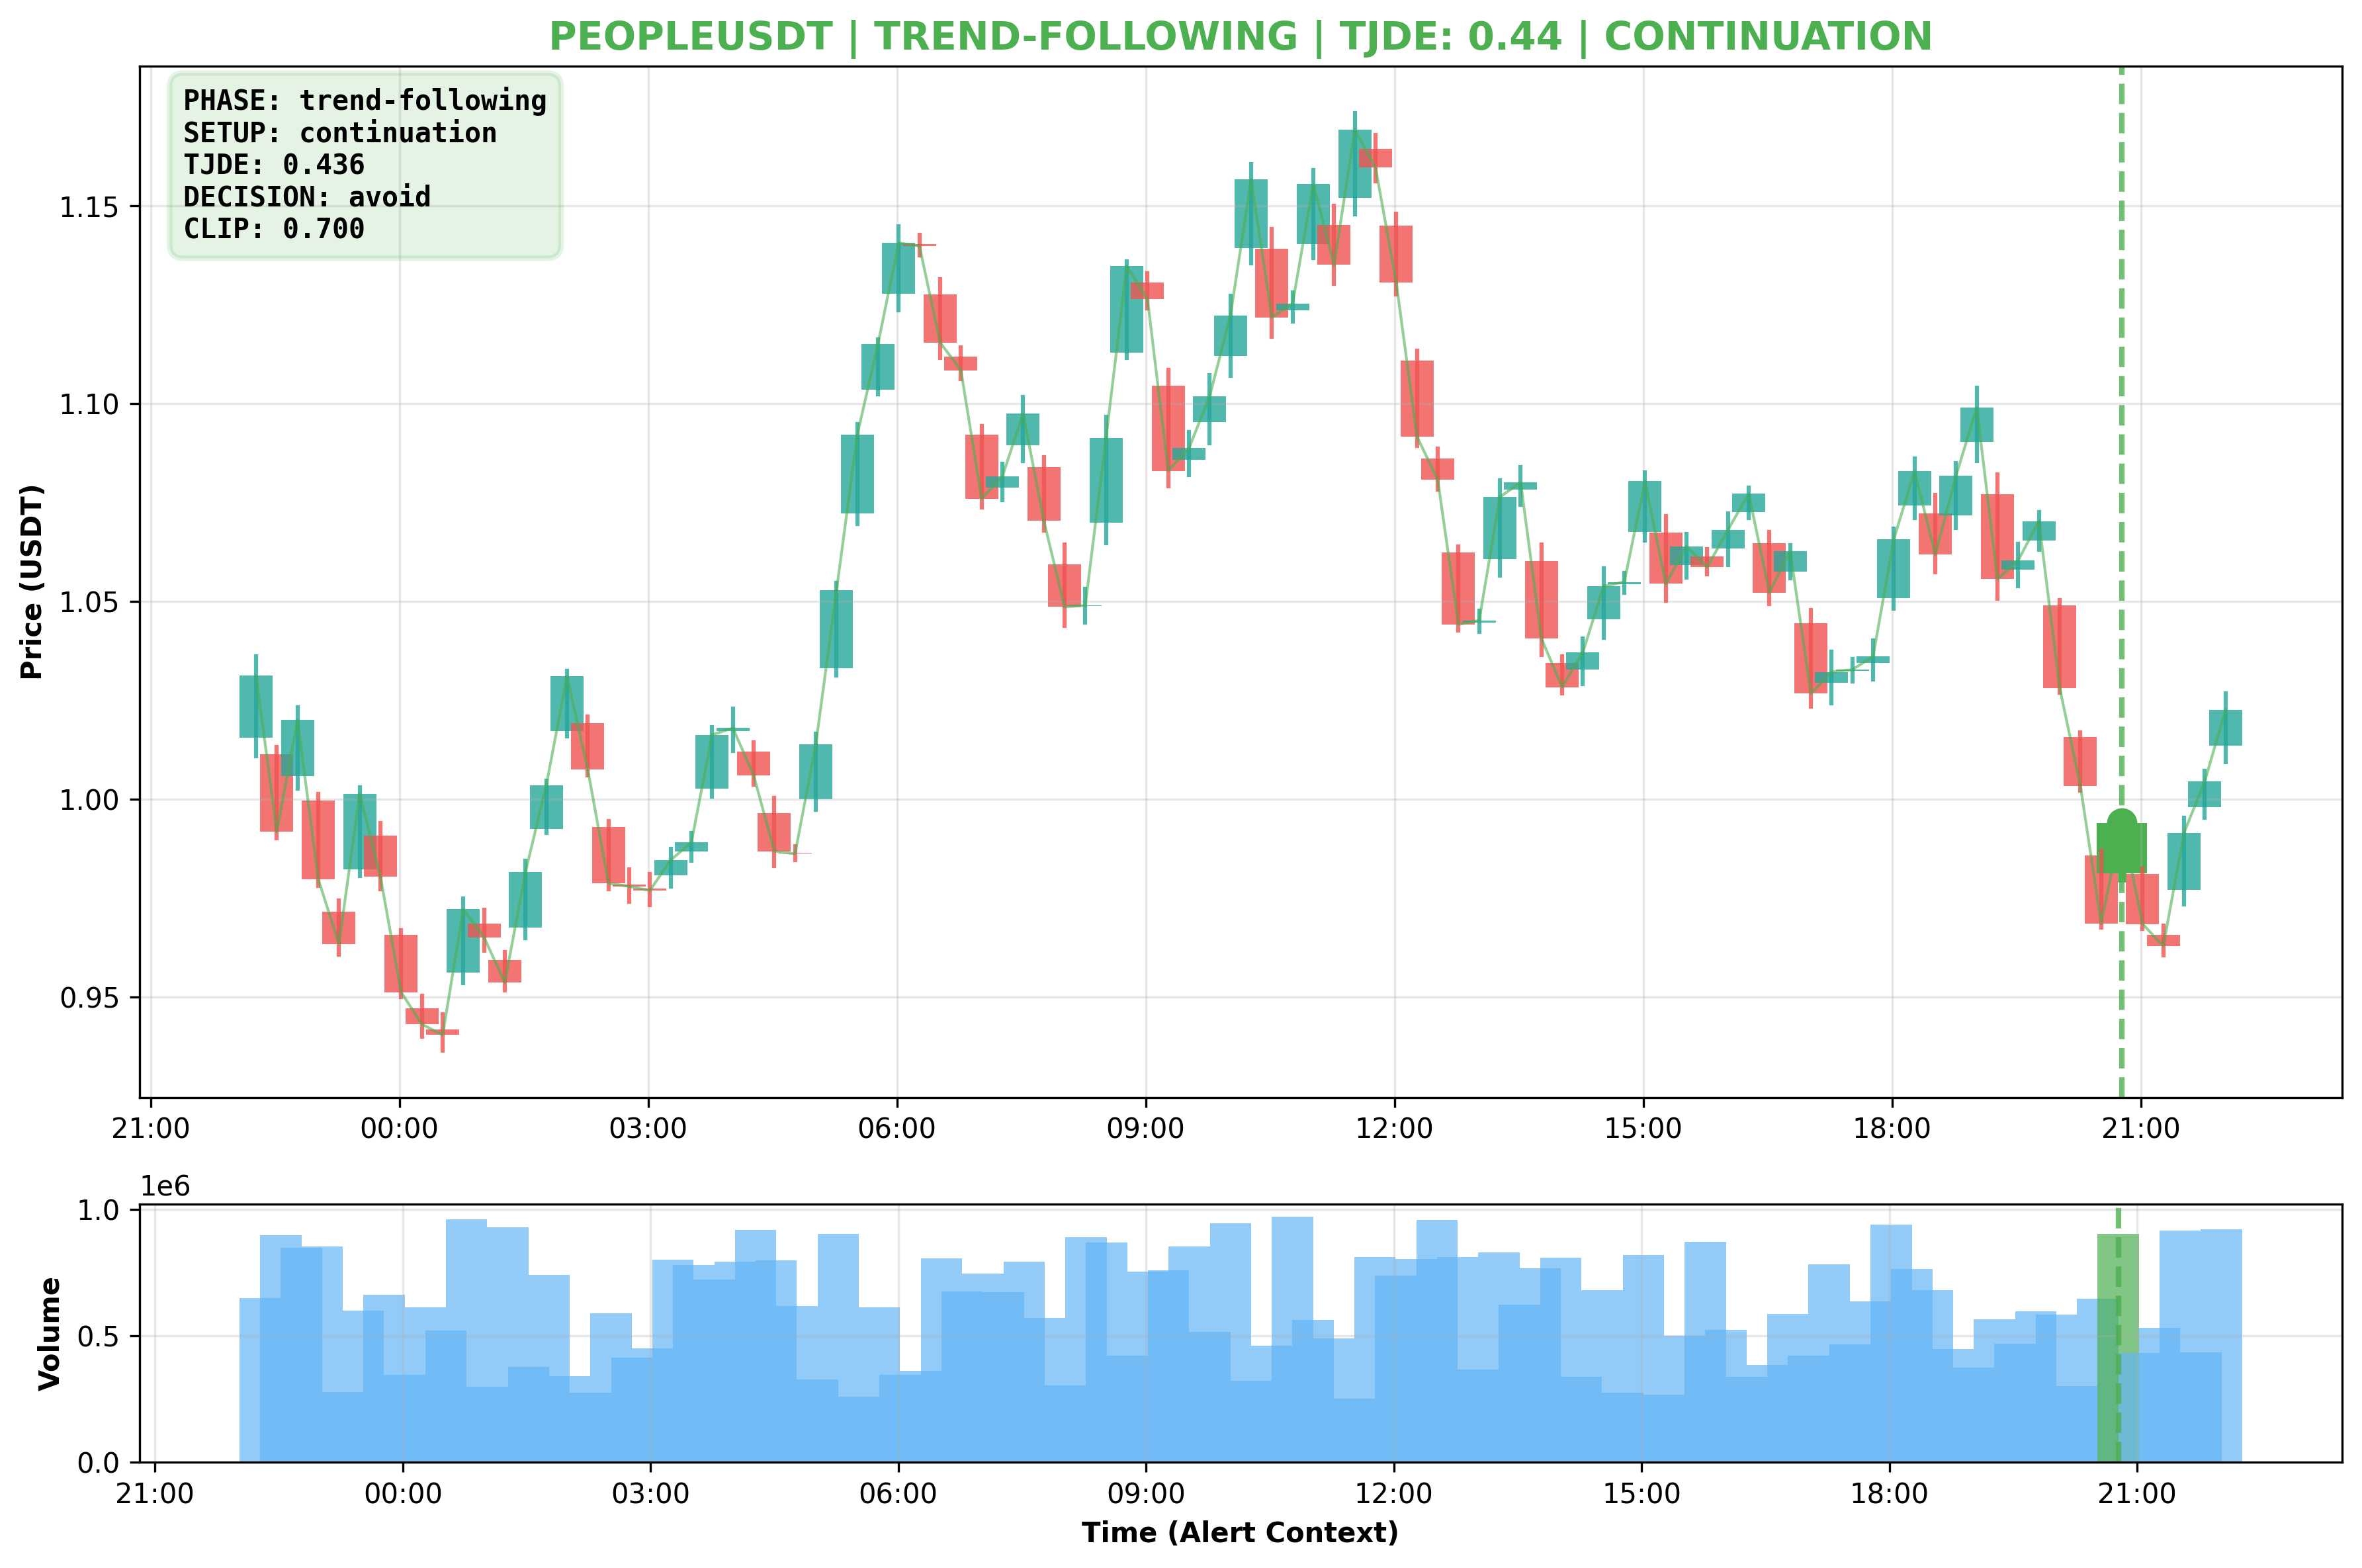 PEOPLEUSDT | TREND-FOLLOWING | TJDE: 0.44 | CONTINUATION
PHASE: trend-following
SETUP: continuation
TJDE: 0.436
DECISION: avoid
CLIP: 0.700
Price (USDT)
1.15
1.10
1.05
1.00
0.95
21:00 00:00 03:00 06:00 09:00 12:00 15:00 18:00 21:00
1e6
Volume
1.0
0.5
0.0
21:00 00:00 03:00 06:00 09:00 12:00 15:00 18:00 21:00
Time (Alert Context)